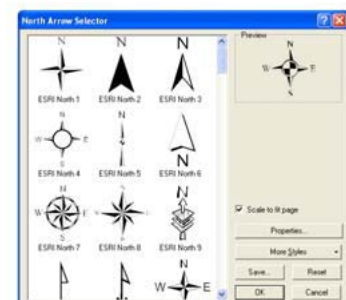 North Arrow Selector
Preview
N
N
N
N
W E
S
ESRI North 1
ESRI North 2
ESRI North 3
N
W E
S
N
S
N
ESRI North 4
ESRI North 5
ESRI North 6
N
W E
S
N
N
ESRI North 7
ESRI North 8
ESRI North 9
N
W E
Scale to fit page
Properties...
More Styles
Save...
Reset
OK
Cancel